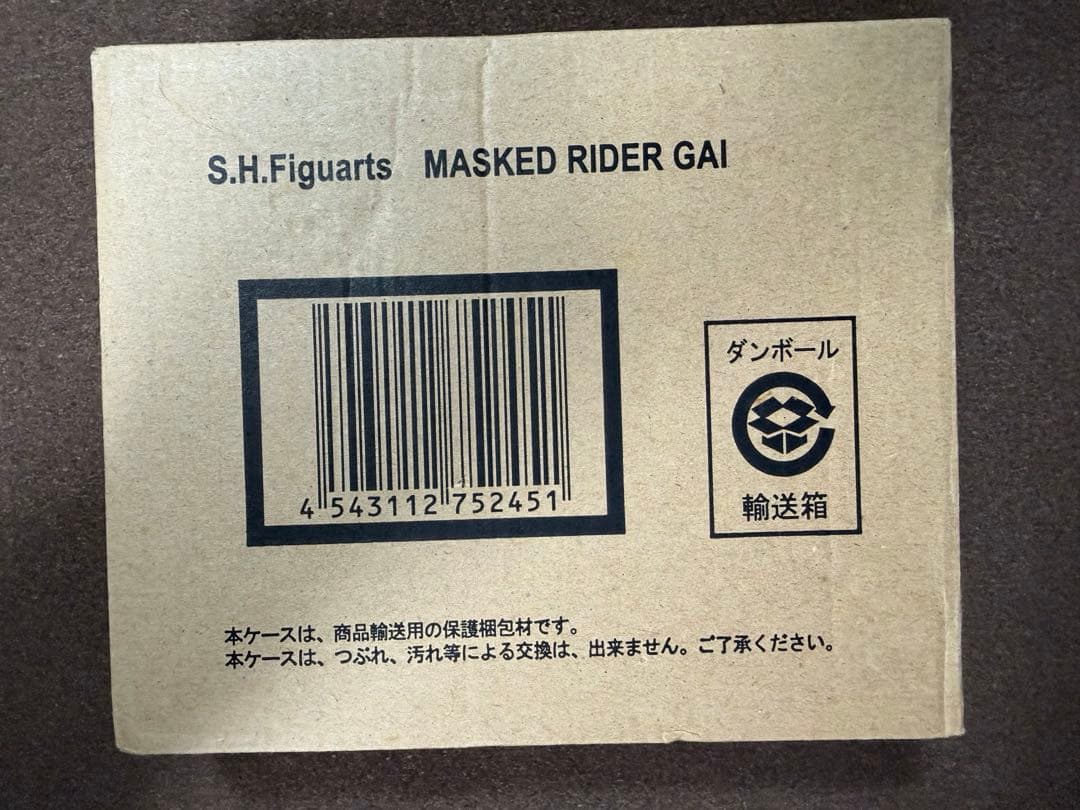 S.H.Figuarts MASKED RIDER GAI
4 543112 752451
ダンボール
輸送箱
本ケースは、商品輸送用の保護梱包材です。
本ケースは、つぶれ、汚れ等による交換は、出来ません。ご了承ください。